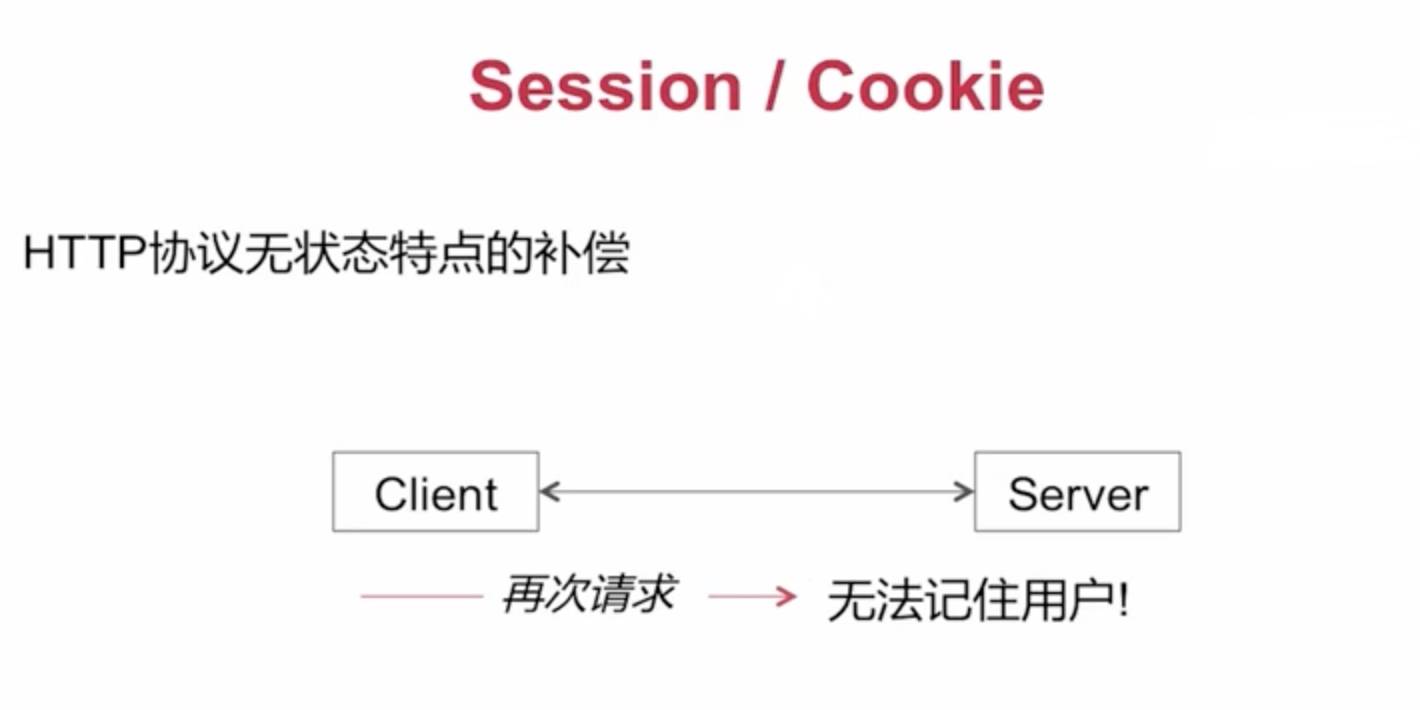 Session / Cookie
HTTP协议无状态特点的补偿
Client
Server
再次请求
无法记住用户!